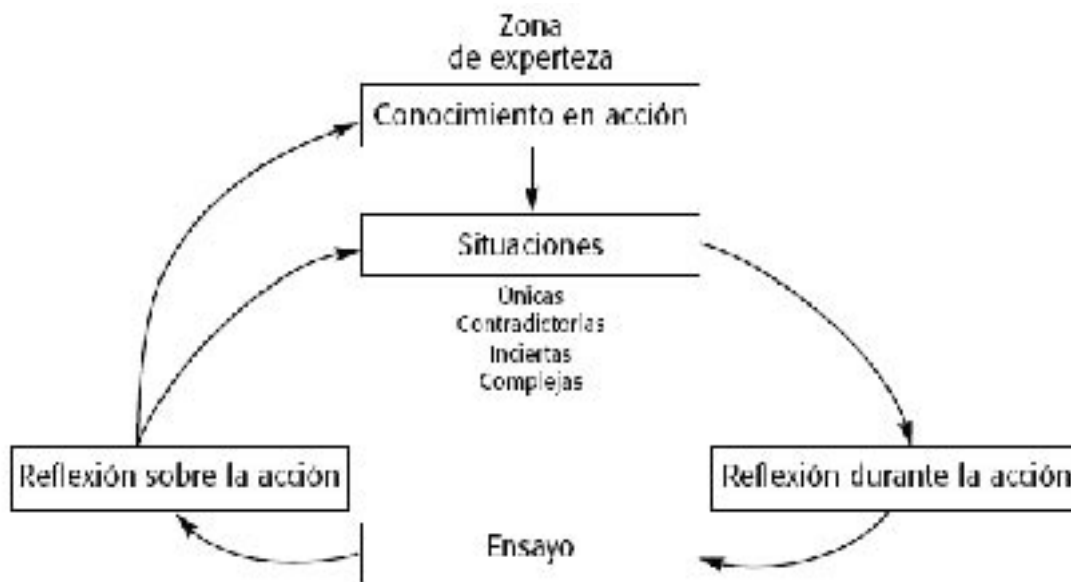 Zona
de experteza
Conocimiento en acción
Situaciones
Únicas
Contradictorias
Inciertas
Complejas
Reflexión sobre la acción
Reflexión durante la acción
Ensayo